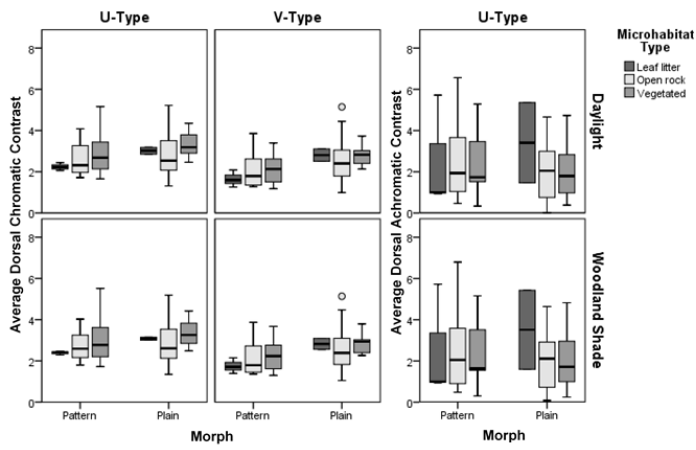 U-Type
V-Type
U-Type
Microhabitat
Type
Leaf litter
Open rock
Vegetated
Average Dorsal Chromatic Contrast
8
6
4
2
0
8
6
4
2
0
Average Dorsal Achromatic Contrast
8
6
4
2
0
8
6
4
2
0
Daylight
Woodland Shade
Pattern
Plain
Pattern
Plain
Pattern
Plain
Morph
Morph